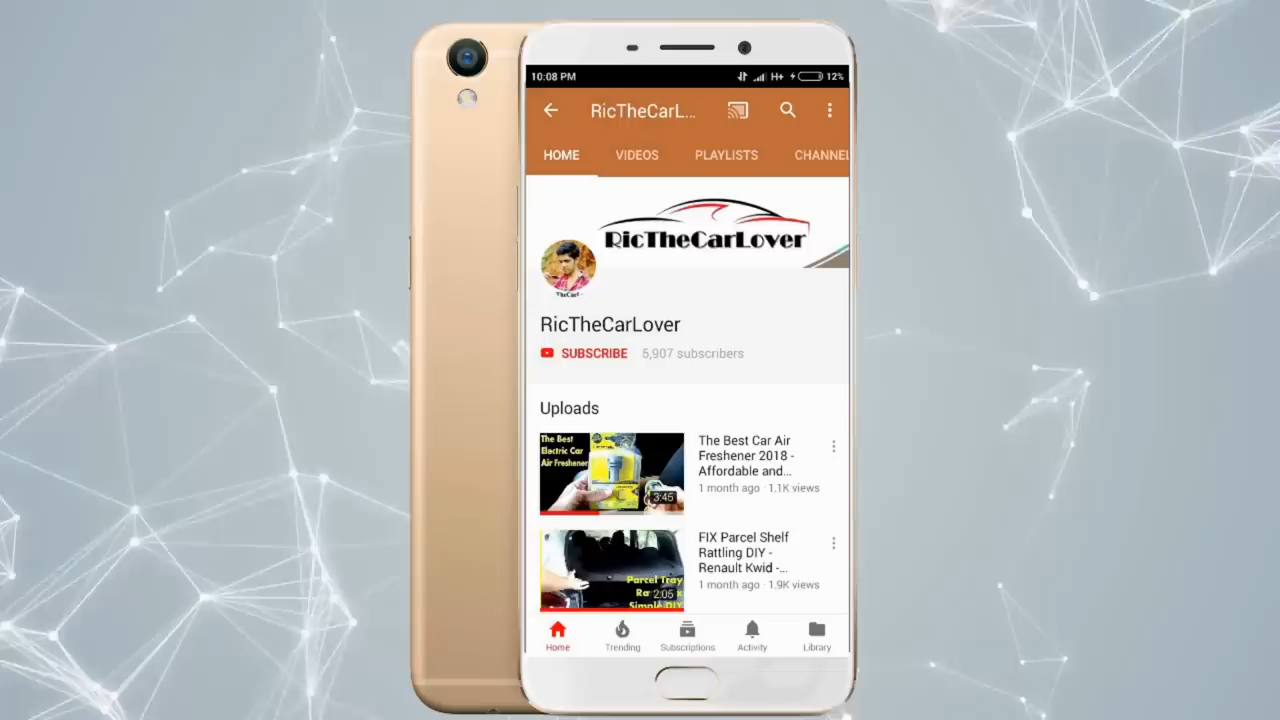 10:08 PM H+ 12%
RicTheCarL...
HOME VIDEOS PLAYLISTS CHANNEL
RicTheCarLover
RicTheCarLover
SUBSCRIBE 5,907 subscribers
Uploads
The Best
Electric Car
Air Freshener
3:45
The Best Car Air
Freshener 2018 -
Affordable and...
1 month ago · 1.1K views
Parcel Tray
2:05
Simple DIY
FIX Parcel Shelf
Rattling DIY -
Renault Kwid -...
1 month ago · 1.9K views
Home Trending Subscriptions Activity Library